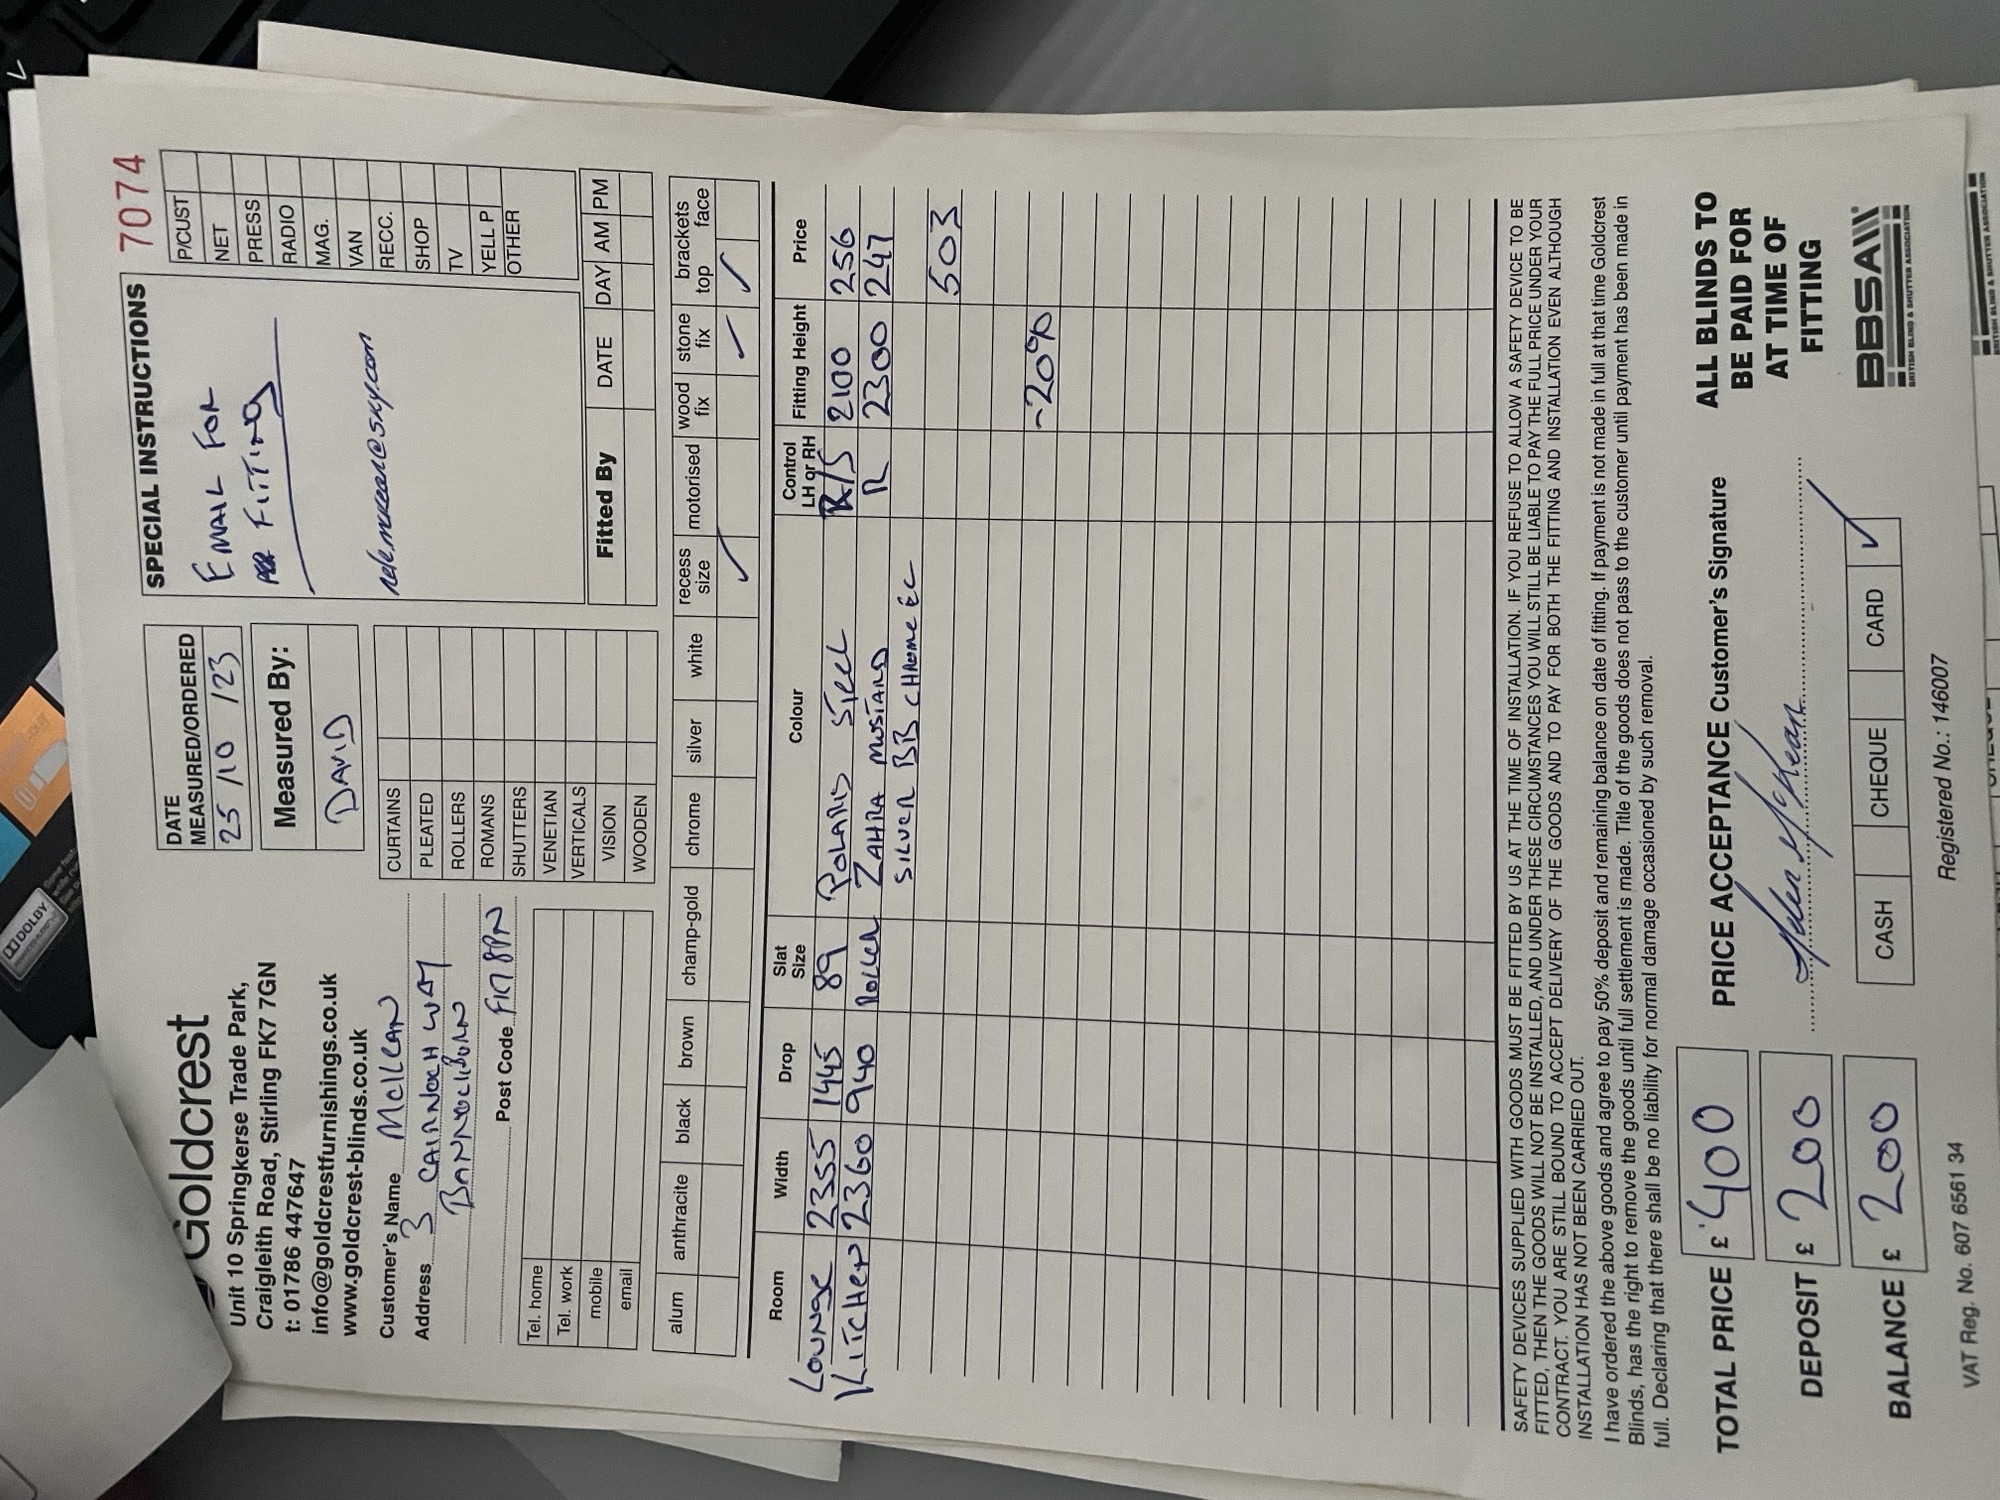 7074
Goldcrest
Unit 10 Springkerse Trade Park,
Craigleith Road, Stirling FK7 7GN
t: 01786 447647
info@goldcrestfurnishings.co.uk
www.goldcrest-blinds.co.uk
DATE
MEASURED/ORDERED
25/10/23
Measured By:
DAVID
SPECIAL INSTRUCTIONS
EMAIL FOR
FITTING
P/CUST
NET
PRESS
RADIO
MAG.
VAN
RECC.
SHOP
TV
YELL P
OTHER
Customer's Name
Address 3 CAIRNOCH WAY
BANNOCKBURN
Post Code FK7 8PN
CURTAINS
PLEATED
ROLLERS
ROMANS
SHUTTERS
VENETIAN
VERTICALS
VISION
WOODEN
Tel. home
Tel. work
mobile
email
Fitted By DATE DAY AM PM
alum anthracite black brown champ-gold chrome silver white recess size motorised wood fix stone fix brackets top face
✓ ✓ ✓
Room Width Drop Slat Size Colour Control LH or RH Fitting Height Price
LOUNGE 2355 1445 89 POLARIS STEEL R/S 2100 256
KITCHEN 2360 940 ROLLER ZAHRA MUSTARD R 2300 247
SILVER BB CHROME EC
503
-20%
SAFETY DEVICES SUPPLIED WITH GOODS MUST BE FITTED BY US AT THE TIME OF INSTALLATION. IF YOU REFUSE TO ALLOW A SAFETY DEVICE TO BE
FITTED, THEN THE GOODS WILL NOT BE INSTALLED, AND UNDER THESE CIRCUMSTANCES YOU WILL STILL BE LIABLE TO PAY THE FULL PRICE UNDER YOUR
CONTRACT. YOU ARE STILL BOUND TO ACCEPT DELIVERY OF THE GOODS AND TO PAY FOR BOTH THE FITTING AND INSTALLATION EVEN ALTHOUGH
INSTALLATION HAS NOT BEEN CARRIED OUT.
I have ordered the above goods and agree to pay 50% deposit and remaining balance on date of fitting. If payment is not made in full at that time Goldcrest
Blinds, has the right to remove the goods until full settlement is made. Title of the goods does not pass to the customer until payment has been made in
full. Declaring that there shall be no liability for normal damage occasioned by such removal.
TOTAL PRICE £ 400
DEPOSIT £ 200
BALANCE £ 200
PRICE ACCEPTANCE Customer's Signature
Helen McKean
CASH CHEQUE CARD ✓
ALL BLINDS TO
BE PAID FOR
AT TIME OF
FITTING
BBSA
BRITISH BLIND & SHUTTER ASSOCIATION
VAT Reg. No. 607 6561 34
Registered No.: 146007
DOLBY